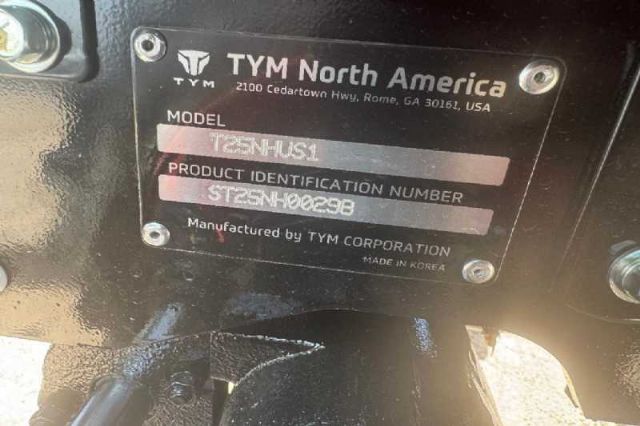 TYM
TYM North America
2100 Cedartown Hwy, Rome, GA 30161, USA
MODEL
T25NHUS1
PRODUCT IDENTIFICATION NUMBER
ST25NH00298
Manufactured by TYM CORPORATION
MADE IN KOREA